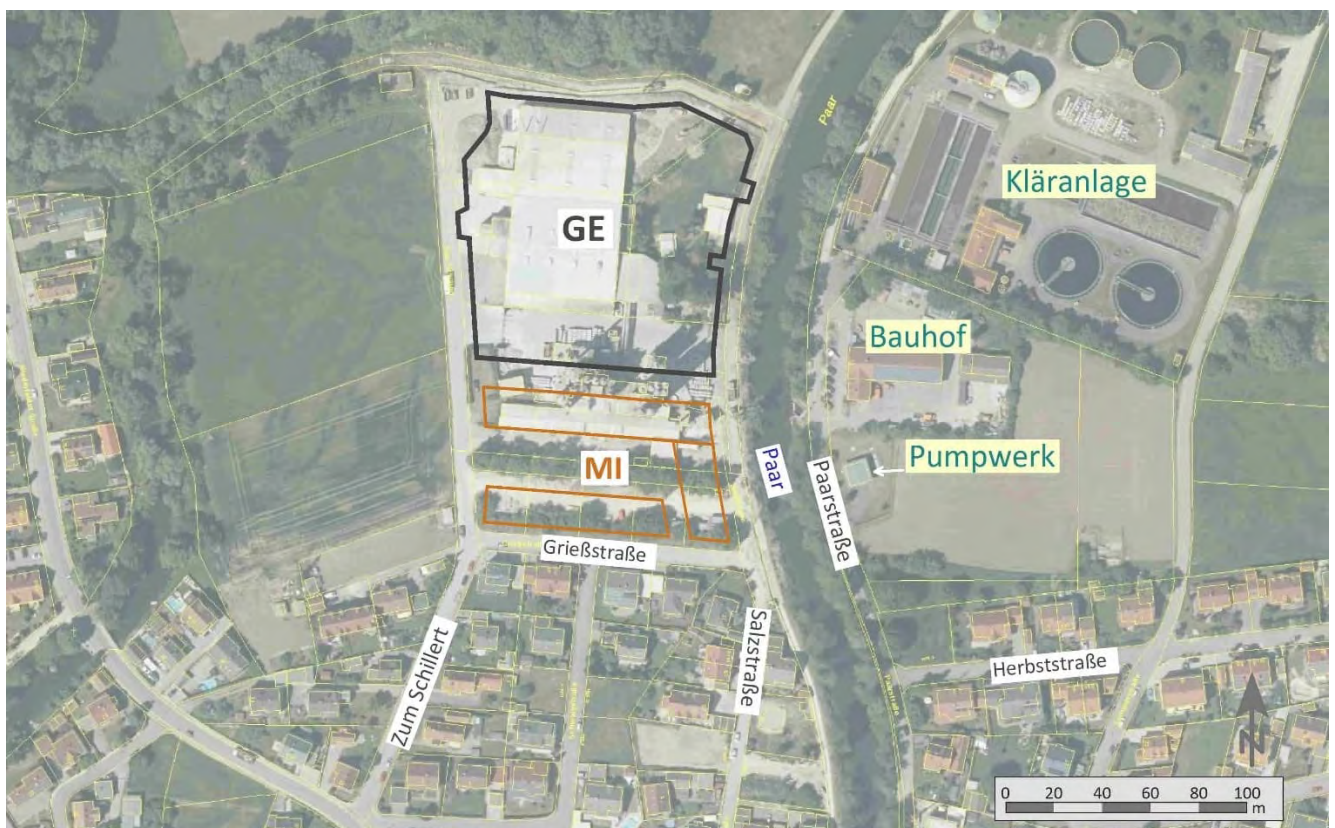 Paar
Kläranlage
GE
Bauhof
MI
Paar
Pumpwerk
Paarstraße
Grießstraße
Zum Schillert
Salzstraße
Herbststraße
N
0 20 40 60 80 100
m